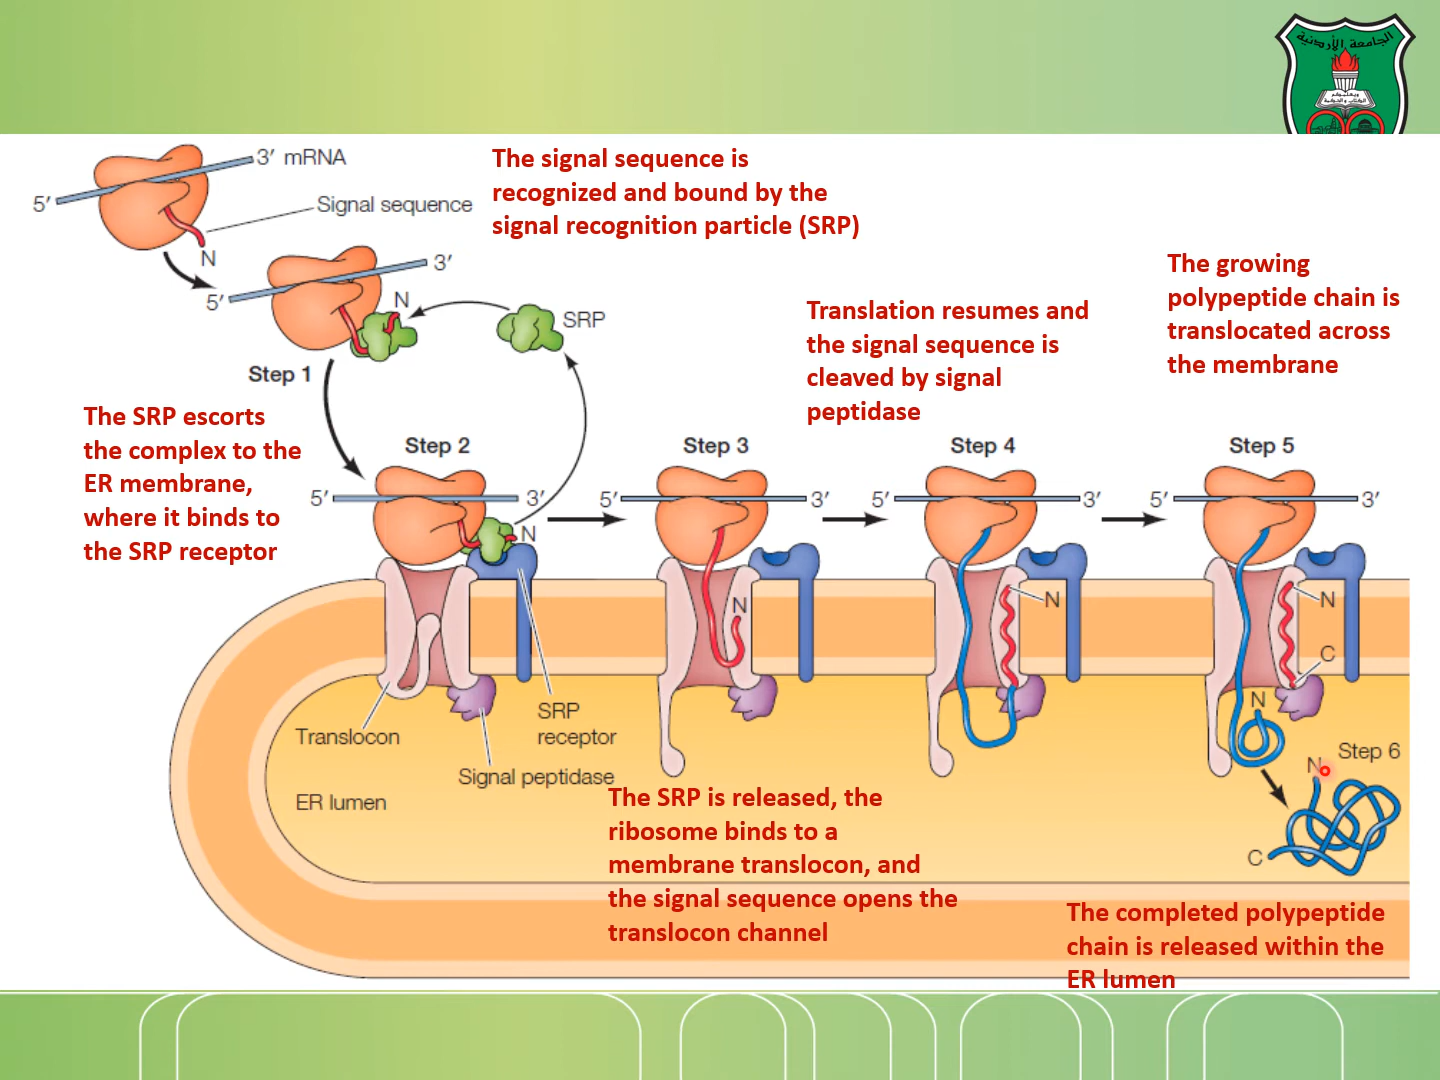 الجامعة الأردنية
3′ mRNA
5′
Signal sequence
N
The signal sequence is
recognized and bound by the
signal recognition particle (SRP)
3′
5′
N
SRP
Step 1
The SRP escorts
the complex to the
ER membrane,
where it binds to
the SRP receptor
Translation resumes and
the signal sequence is
cleaved by signal
peptidase
The growing
polypeptide chain is
translocated across
the membrane
Step 2
5′
3′
N
Step 3
5′
3′
N
Step 4
5′
3′
N
Step 5
5′
3′
N
C
N
Translocon
SRP
receptor
Signal peptidase
ER lumen
The SRP is released, the
ribosome binds to a
membrane translocon, and
the signal sequence opens the
translocon channel
Step 6
N
C
The completed polypeptide
chain is released within the
ER lumen